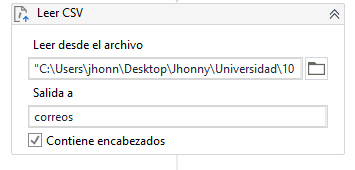 Leer CSV
Leer desde el archivo
"C:\Users\jhonn\Desktop\Jhonny\Universidad\10
Salida a
correos
Contiene encabezados